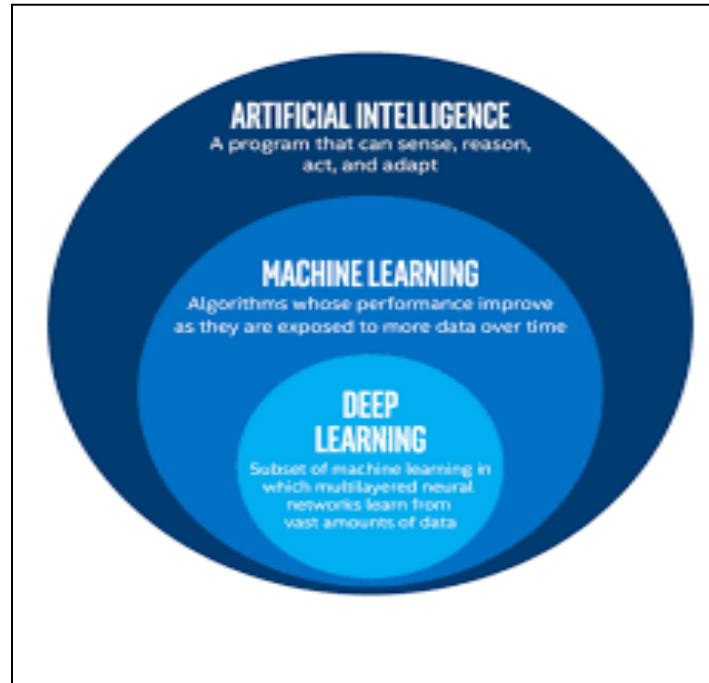 ARTIFICIAL INTELLIGENCE
A program that can sense, reason,
act, and adapt
MACHINE LEARNING
Algorithms whose performance improve
as they are exposed to more data over time
DEEP
LEARNING
Subset of machine learning in
which multilayered neural
networks learn from
vast amounts of data